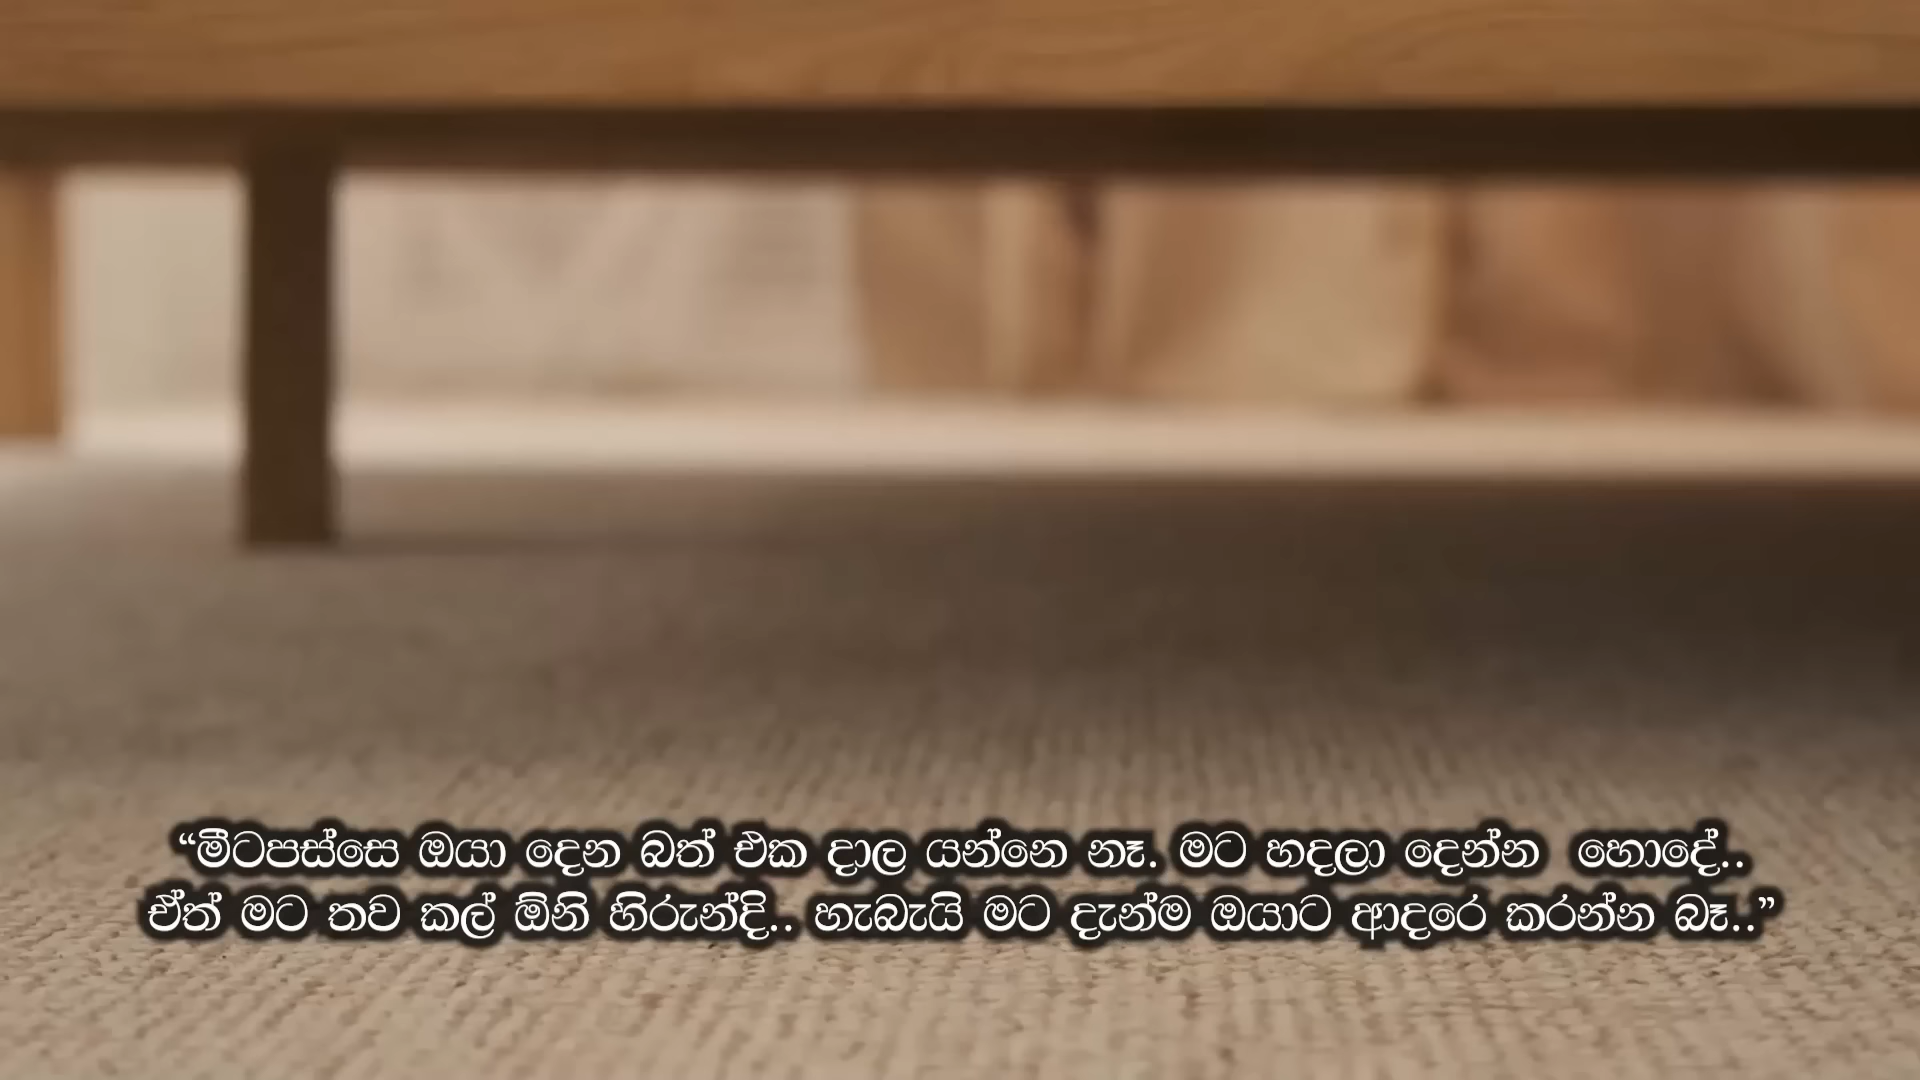 “මීටපස්සෙ ඔයා දෙන බත් එක දාල යන්නෙ නෑ. මට හදලා දෙන්න  හොදේ..
ඒත් මට තව කල් ඕනි හිරුන්දි.. හැබැයි මට දැන්ම ඔයාට ආදරෙ කරන්න බෑ..”